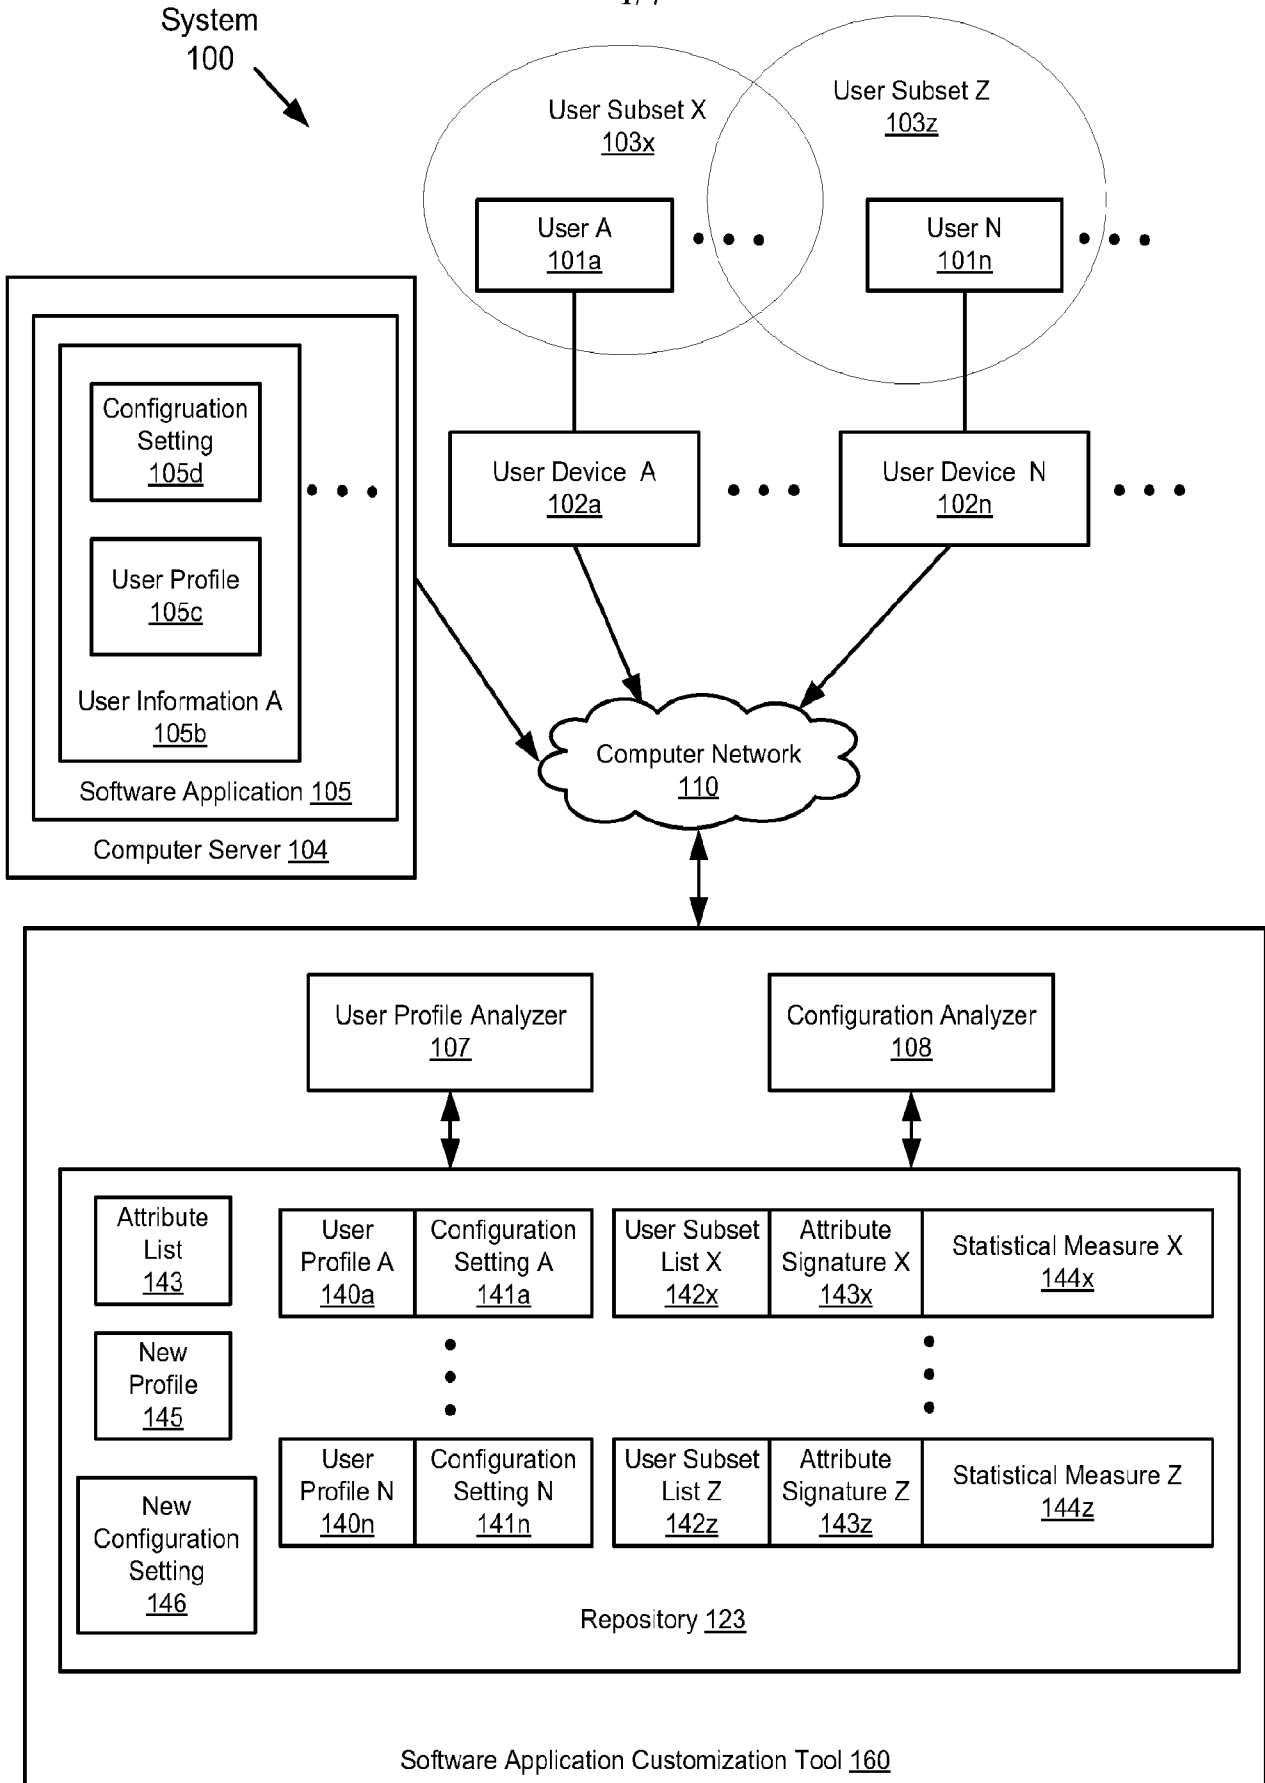 System
100
User Subset X
103x
User Subset Z
103z
User A
101a
User N
101n
Configruation
Setting
105d
User Profile
105c
User Information A
105b
Software Application 105
Computer Server 104
User Device A
102a
User Device N
102n
Computer Network
110
User Profile Analyzer
107
Configuration Analyzer
108
Attribute
List
143
New
Profile
145
New
Configuration
Setting
146
User
Profile A
140a
Configuration
Setting A
141a
User Subset
List X
142x
Attribute
Signature X
143x
Statistical Measure X
144x
User
Profile N
140n
Configuration
Setting N
141n
User Subset
List Z
142z
Attribute
Signature Z
143z
Statistical Measure Z
144z
Repository 123
Software Application Customization Tool 160